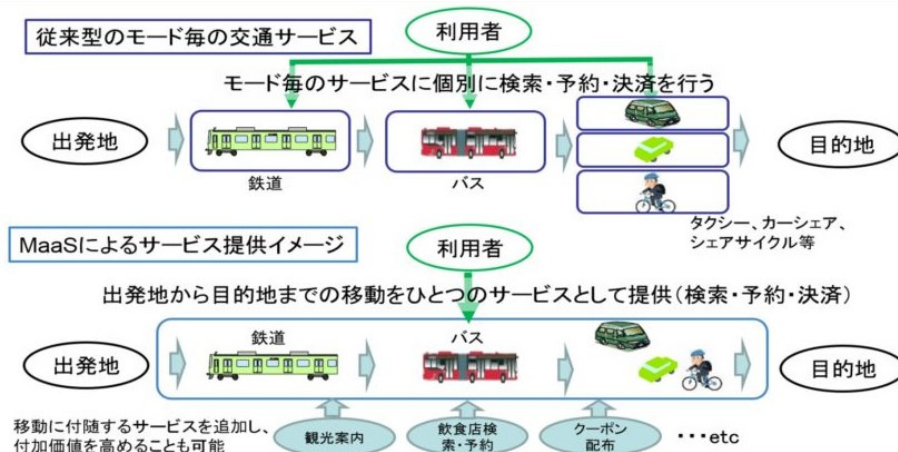 従来型のモード毎の交通サービス
利用者
モード毎のサービスに個別に検索・予約・決済を行う
出発地
鉄道
バス
目的地
タクシー、カーシェア、
シェアサイクル等
MaaSによるサービス提供イメージ
利用者
出発地から目的地までの移動をひとつのサービスとして提供(検索・予約・決済)
鉄道
バス
出発地
目的地
移動に付随するサービスを追加し、
付加価値を高めることも可能
観光案内
飲食店検
索・予約
クーポン
配布
・・・etc